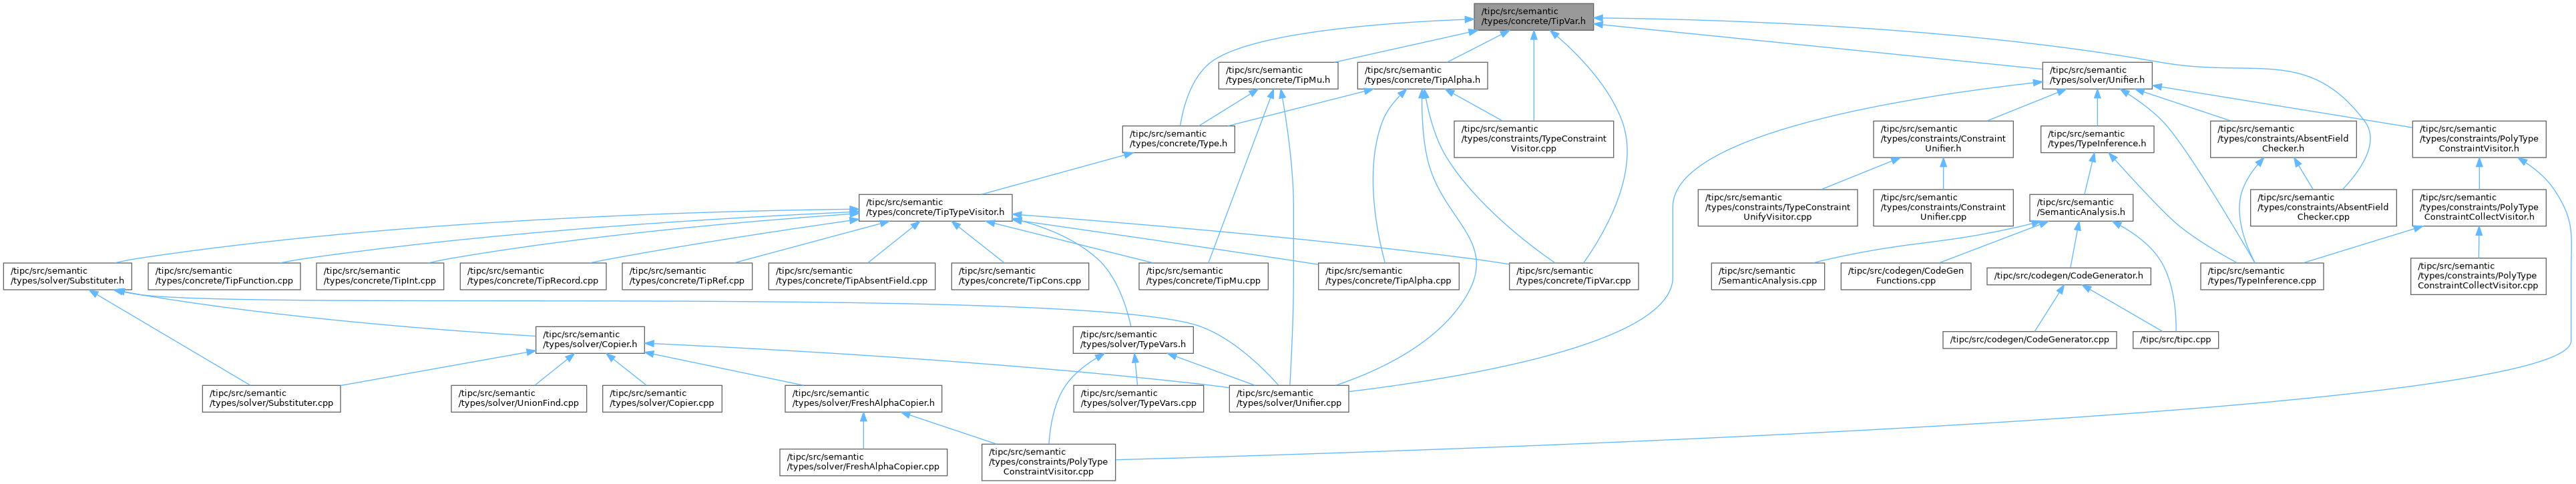 /tipc/src/semantic
/types/concrete/TipVar.h
/tipc/src/semantic
/types/concrete/TipMu.h
/tipc/src/semantic
/types/concrete/TipAlpha.h
/tipc/src/semantic
/types/solver/Unifier.h
/tipc/src/semantic
/types/concrete/Type.h
/tipc/src/semantic
/types/constraints/TypeConstraint
Visitor.cpp
/tipc/src/semantic
/types/constraints/Constraint
Unifier.h
/tipc/src/semantic
/types/TypeInference.h
/tipc/src/semantic
/types/constraints/AbsentField
Checker.h
/tipc/src/semantic
/types/constraints/PolyType
ConstraintVisitor.h
/tipc/src/semantic
/types/concrete/TipTypeVisitor.h
/tipc/src/semantic
/types/constraints/TypeConstraint
UnifyVisitor.cpp
/tipc/src/semantic
/types/constraints/Constraint
Unifier.cpp
/tipc/src/semantic
/SemanticAnalysis.h
/tipc/src/semantic
/types/constraints/AbsentField
Checker.cpp
/tipc/src/semantic
/types/constraints/PolyType
ConstraintCollectVisitor.h
/tipc/src/semantic
/types/solver/Substituter.h
/tipc/src/semantic
/types/concrete/TipFunction.cpp
/tipc/src/semantic
/types/concrete/TipInt.cpp
/tipc/src/semantic
/types/concrete/TipRecord.cpp
/tipc/src/semantic
/types/concrete/TipRef.cpp
/tipc/src/semantic
/types/concrete/TipAbsentField.cpp
/tipc/src/semantic
/types/concrete/TipCons.cpp
/tipc/src/semantic
/types/concrete/TipMu.cpp
/tipc/src/semantic
/types/concrete/TipAlpha.cpp
/tipc/src/semantic
/types/concrete/TipVar.cpp
/tipc/src/semantic
/SemanticAnalysis.cpp
/tipc/src/codegen/CodeGen
Functions.cpp
/tipc/src/codegen/CodeGenerator.h
/tipc/src/semantic
/types/TypeInference.cpp
/tipc/src/semantic
/types/constraints/PolyType
ConstraintCollectVisitor.cpp
/tipc/src/semantic
/types/solver/Copier.h
/tipc/src/semantic
/types/solver/TypeVars.h
/tipc/src/codegen/CodeGenerator.cpp
/tipc/src/tipc.cpp
/tipc/src/semantic
/types/solver/Substituter.cpp
/tipc/src/semantic
/types/solver/UnionFind.cpp
/tipc/src/semantic
/types/solver/Copier.cpp
/tipc/src/semantic
/types/solver/FreshAlphaCopier.h
/tipc/src/semantic
/types/solver/TypeVars.cpp
/tipc/src/semantic
/types/solver/Unifier.cpp
/tipc/src/semantic
/types/solver/FreshAlphaCopier.cpp
/tipc/src/semantic
/types/constraints/PolyType
ConstraintVisitor.cpp